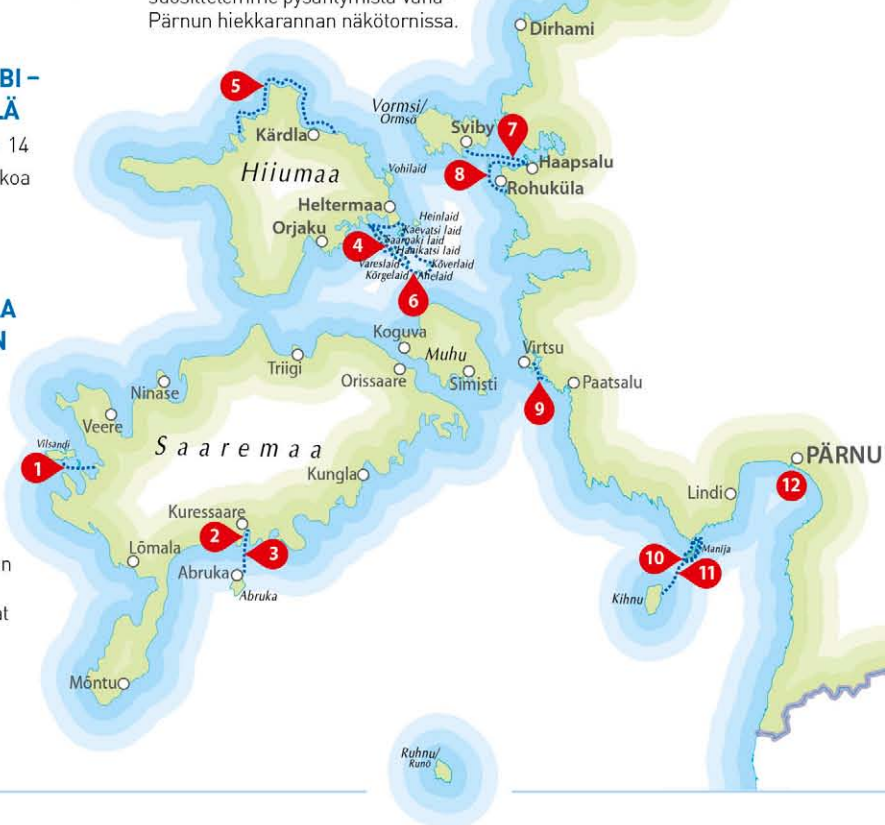 Pärnun hiekkarannan näkötornissa.
BI –
LÄ
14
koa
A
N
n
at
Dirhami
5
Vormsi/
Ormsö
Sviby
7
Kärdla
Hiiumaa
Vohilaid
8
Haapsalu
Rohuküla
Heltermaa
Heinlaid
Orjaku
Kaevatsi laid
Saarnaki laid
4
Hanikatsi laid
Vareslaid
Kõverlaid
Kõrgelaid
Ahelaid
6
Koguva
Muhu
Virtsu
Triigi
Orissaare
Simisti
Paatsalu
Ninase
9
Veere
Vilsandi
Saaremaa
1
Kungla
PÄRNU
12
Lindi
Kuressaare
2
3
Lõmala
Abruka
Abruka
10
Manija
11
Kihnu
Mõntu
Ruhnu/
Runö